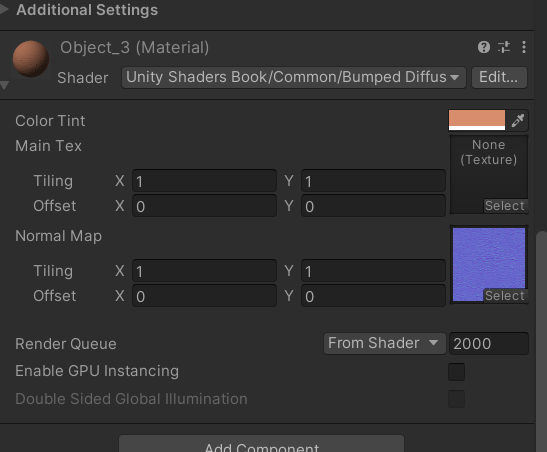 Additional Settings
Object_3 (Material)
Shader Unity Shaders Book/Common/Bumped Diffus Edit...
Color Tint
Main Tex None (Texture)
Tiling X 1 Y 1
Offset X 0 Y 0 Select
Normal Map
Tiling X 1 Y 1
Offset X 0 Y 0 Select
Render Queue From Shader 2000
Enable GPU Instancing
Double Sided Global Illumination
Add Component